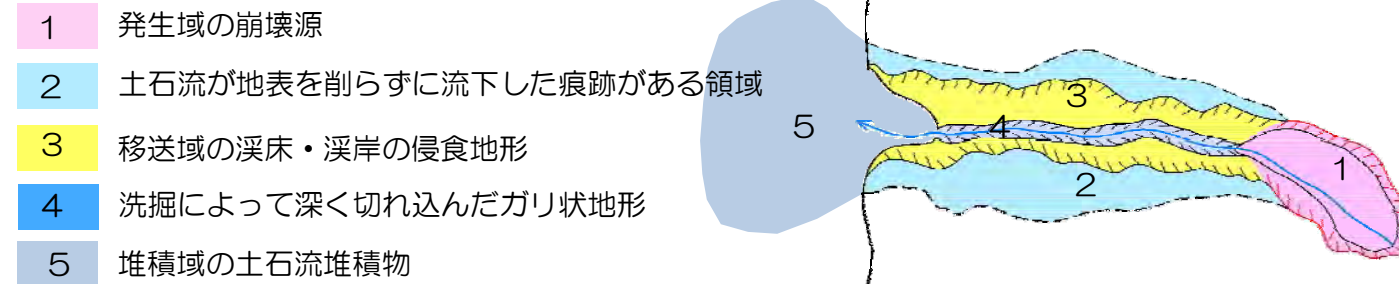 1 発生域の崩壊源
2 土石流が地表を削らずに流下した痕跡がある領域
3 移送域の渓床・渓岸の侵食地形
4 洗掘によって深く切れ込んだガリ状地形
5 堆積域の土石流堆積物
3
5
4
1
2